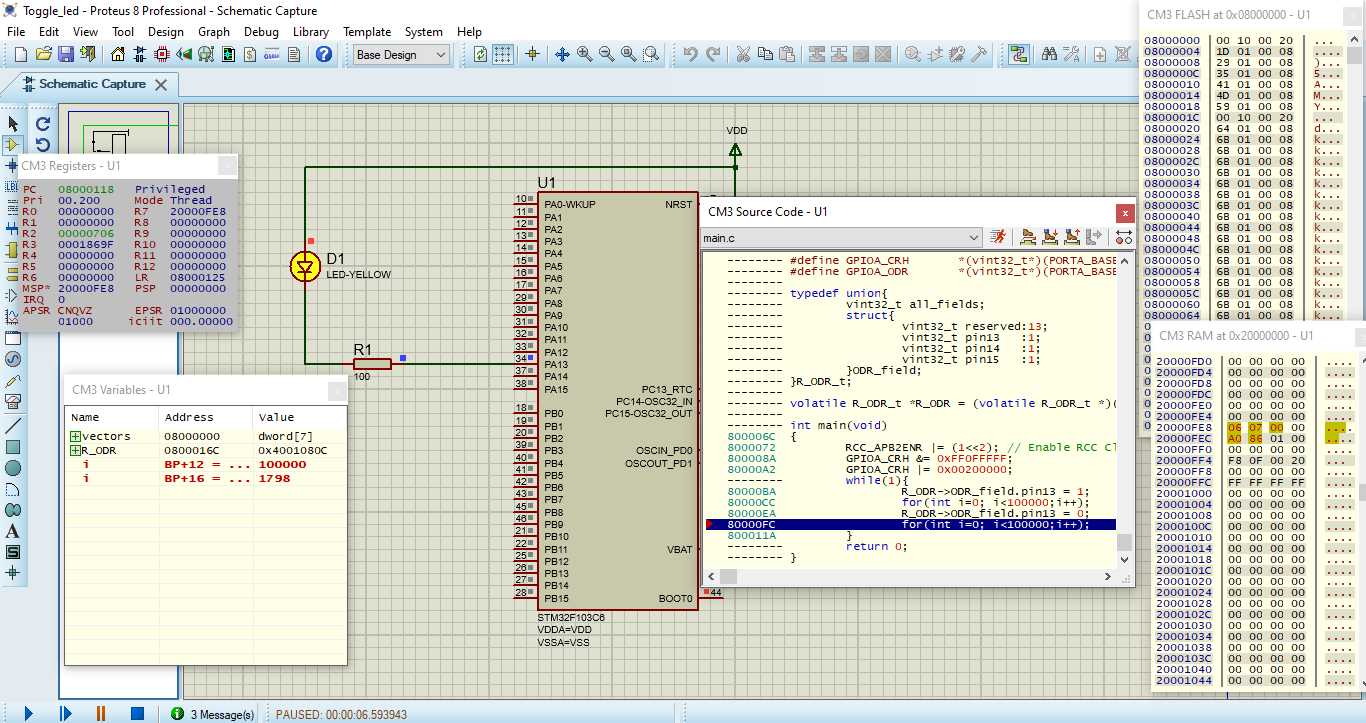 Toggle_led - Proteus 8 Professional - Schematic Capture
File Edit View Tool Design Graph Debug Library Template System Help
Base Design
Schematic Capture
CM3 Registers - U1
PC 08000118 Privileged
Pri 00.200 Mode Thread
R0 00000000 R7 20000FE8
R1 00000000 R8 00000000
R2 00000706 R9 00000000
R3 0001869F R10 00000000
R4 00000000 R11 00000000
R5 00000000 R12 00000000
R6 00000000 LR 08000125
MSP* 20000FE8 PSP 00000000
IRQ 0
APSR CNQVZ EPSR 01000000
01000 iciit 000.00000
CM3 Variables - U1
Name Address Value
vectors 08000000 dword[7]
R_ODR 0800016C 0x4001080C
i BP+12 = ... 100000
i BP+16 = ... 1798
VDD
D1
LED-YELLOW
R1
100
U1
10 PA0-WKUP NRST
11 PA1
12 PA2
13 PA3
14 PA4
15 PA5
16 PA6
17 PA7
29 PA8
30 PA9
31 PA10
32 PA11
33 PA12
34 PA13
37 PA14
38 PA15 PC13_RTC
PC14-OSC32_IN
18 PB0 PC15-OSC32_OUT
19 PB1
20 PB2
39 PB3 OSCIN_PD0
40 PB4 OSCOUT_PD1
41 PB5
42 PB6
43 PB7
45 PB8
46 PB9
21 PB10
22 PB11 VBAT
25 PB12
26 PB13
27 PB14
28 PB15 BOOT0 44
STM32F103C6
VDDA=VDD
VSSA=VSS
CM3 Source Code - U1
main.c
-------- #define GPIOA_CRH *(vint32_t*)(PORTA_BASE
-------- #define GPIOA_ODR *(vint32_t*)(PORTA_BASE
--------
-------- typedef union{
-------- vint32_t all_fields;
-------- struct{
-------- vint32_t reserved:13;
-------- vint32_t pin13 :1;
-------- vint32_t pin14 :1;
-------- vint32_t pin15 :1;
-------- }ODR_field;
-------- }R_ODR_t;
--------
-------- volatile R_ODR_t *R_ODR = (volatile R_ODR_t *)(
--------
-------- int main(void)
800006C {
8000072 RCC_APB2ENR |= (1<<2); // Enable RCC Cl
800008A GPIOA_CRH &= 0xFF0FFFFF;
80000A2 GPIOA_CRH |= 0x00200000;
-------- while(1){
80000BA R_ODR->ODR_field.pin13 = 1;
80000CC for(int i=0; i<100000;i++);
80000EA R_ODR->ODR_field.pin13 = 0;
80000FC for(int i=0; i<100000;i++);
800011A }
-------- return 0;
-------- }
CM3 FLASH at 0x08000000 - U1
08000000 00 10 00 20 ...
08000004 1D 01 00 08 ....
08000008 29 01 00 08 )...
0800000C 35 01 00 08 5...
08000010 41 01 00 08 A...
08000014 4D 01 00 08 M...
08000018 59 01 00 08 Y...
0800001C 00 10 00 20 ...
08000020 64 01 00 08 d...
08000024 6B 01 00 08 k...
08000028 6B 01 00 08 k...
0800002C 6B 01 00 08 k...
08000030 6B 01 00 08 k...
08000034 6B 01 00 08 k...
08000038 6B 01 00 08 k...
0800003C 6B 01 00 08 k...
08000040 6B 01 00 08 k...
08000044 6B 01 00 08 k...
08000048 6B 01 00 08 k...
0800004C 6B 01 00 08 k...
08000050 6B 01 00 08 k...
08000054 6B 01 00 08 k...
08000058 6B 01 00 08 k...
0800005C 6B 01 00 08 k...
08000060 6B 01 00 08 k...
08000064 6B 01 00 08 k...
CM3 RAM at 0x20000000 - U1
20000FD0 00 00 00 00 ....
20000FD4 00 00 00 00 ....
20000FD8 00 00 00 00 ....
20000FDC 00 00 00 00 ....
20000FE0 00 00 00 00 ....
20000FE4 00 00 00 00 ....
20000FE8 06 07 00 00 ....
20000FEC A0 86 01 00 ....
20000FF0 00 00 00 00 ....
20000FF4 F8 0F 00 20 ...
20000FF8 00 00 00 00 ....
20000FFC FF FF FF FF ....
20001000 00 00 00 00 ....
20001004 00 00 00 00 ....
20001008 00 00 00 00 ....
2000100C 00 00 00 00 ....
20001010 00 00 00 00 ....
20001014 00 00 00 00 ....
20001018 00 00 00 00 ....
2000101C 00 00 00 00 ....
20001020 00 00 00 00 ....
20001024 00 00 00 00 ....
20001028 00 00 00 00 ....
2000102C 00 00 00 00 ....
20001030 00 00 00 00 ....
20001034 00 00 00 00 ....
20001038 00 00 00 00 ....
2000103C 00 00 00 00 ....
20001040 00 00 00 00 ....
20001044 00 00 00 00 ....
3 Message(s)
PAUSED: 00:00:06.593943